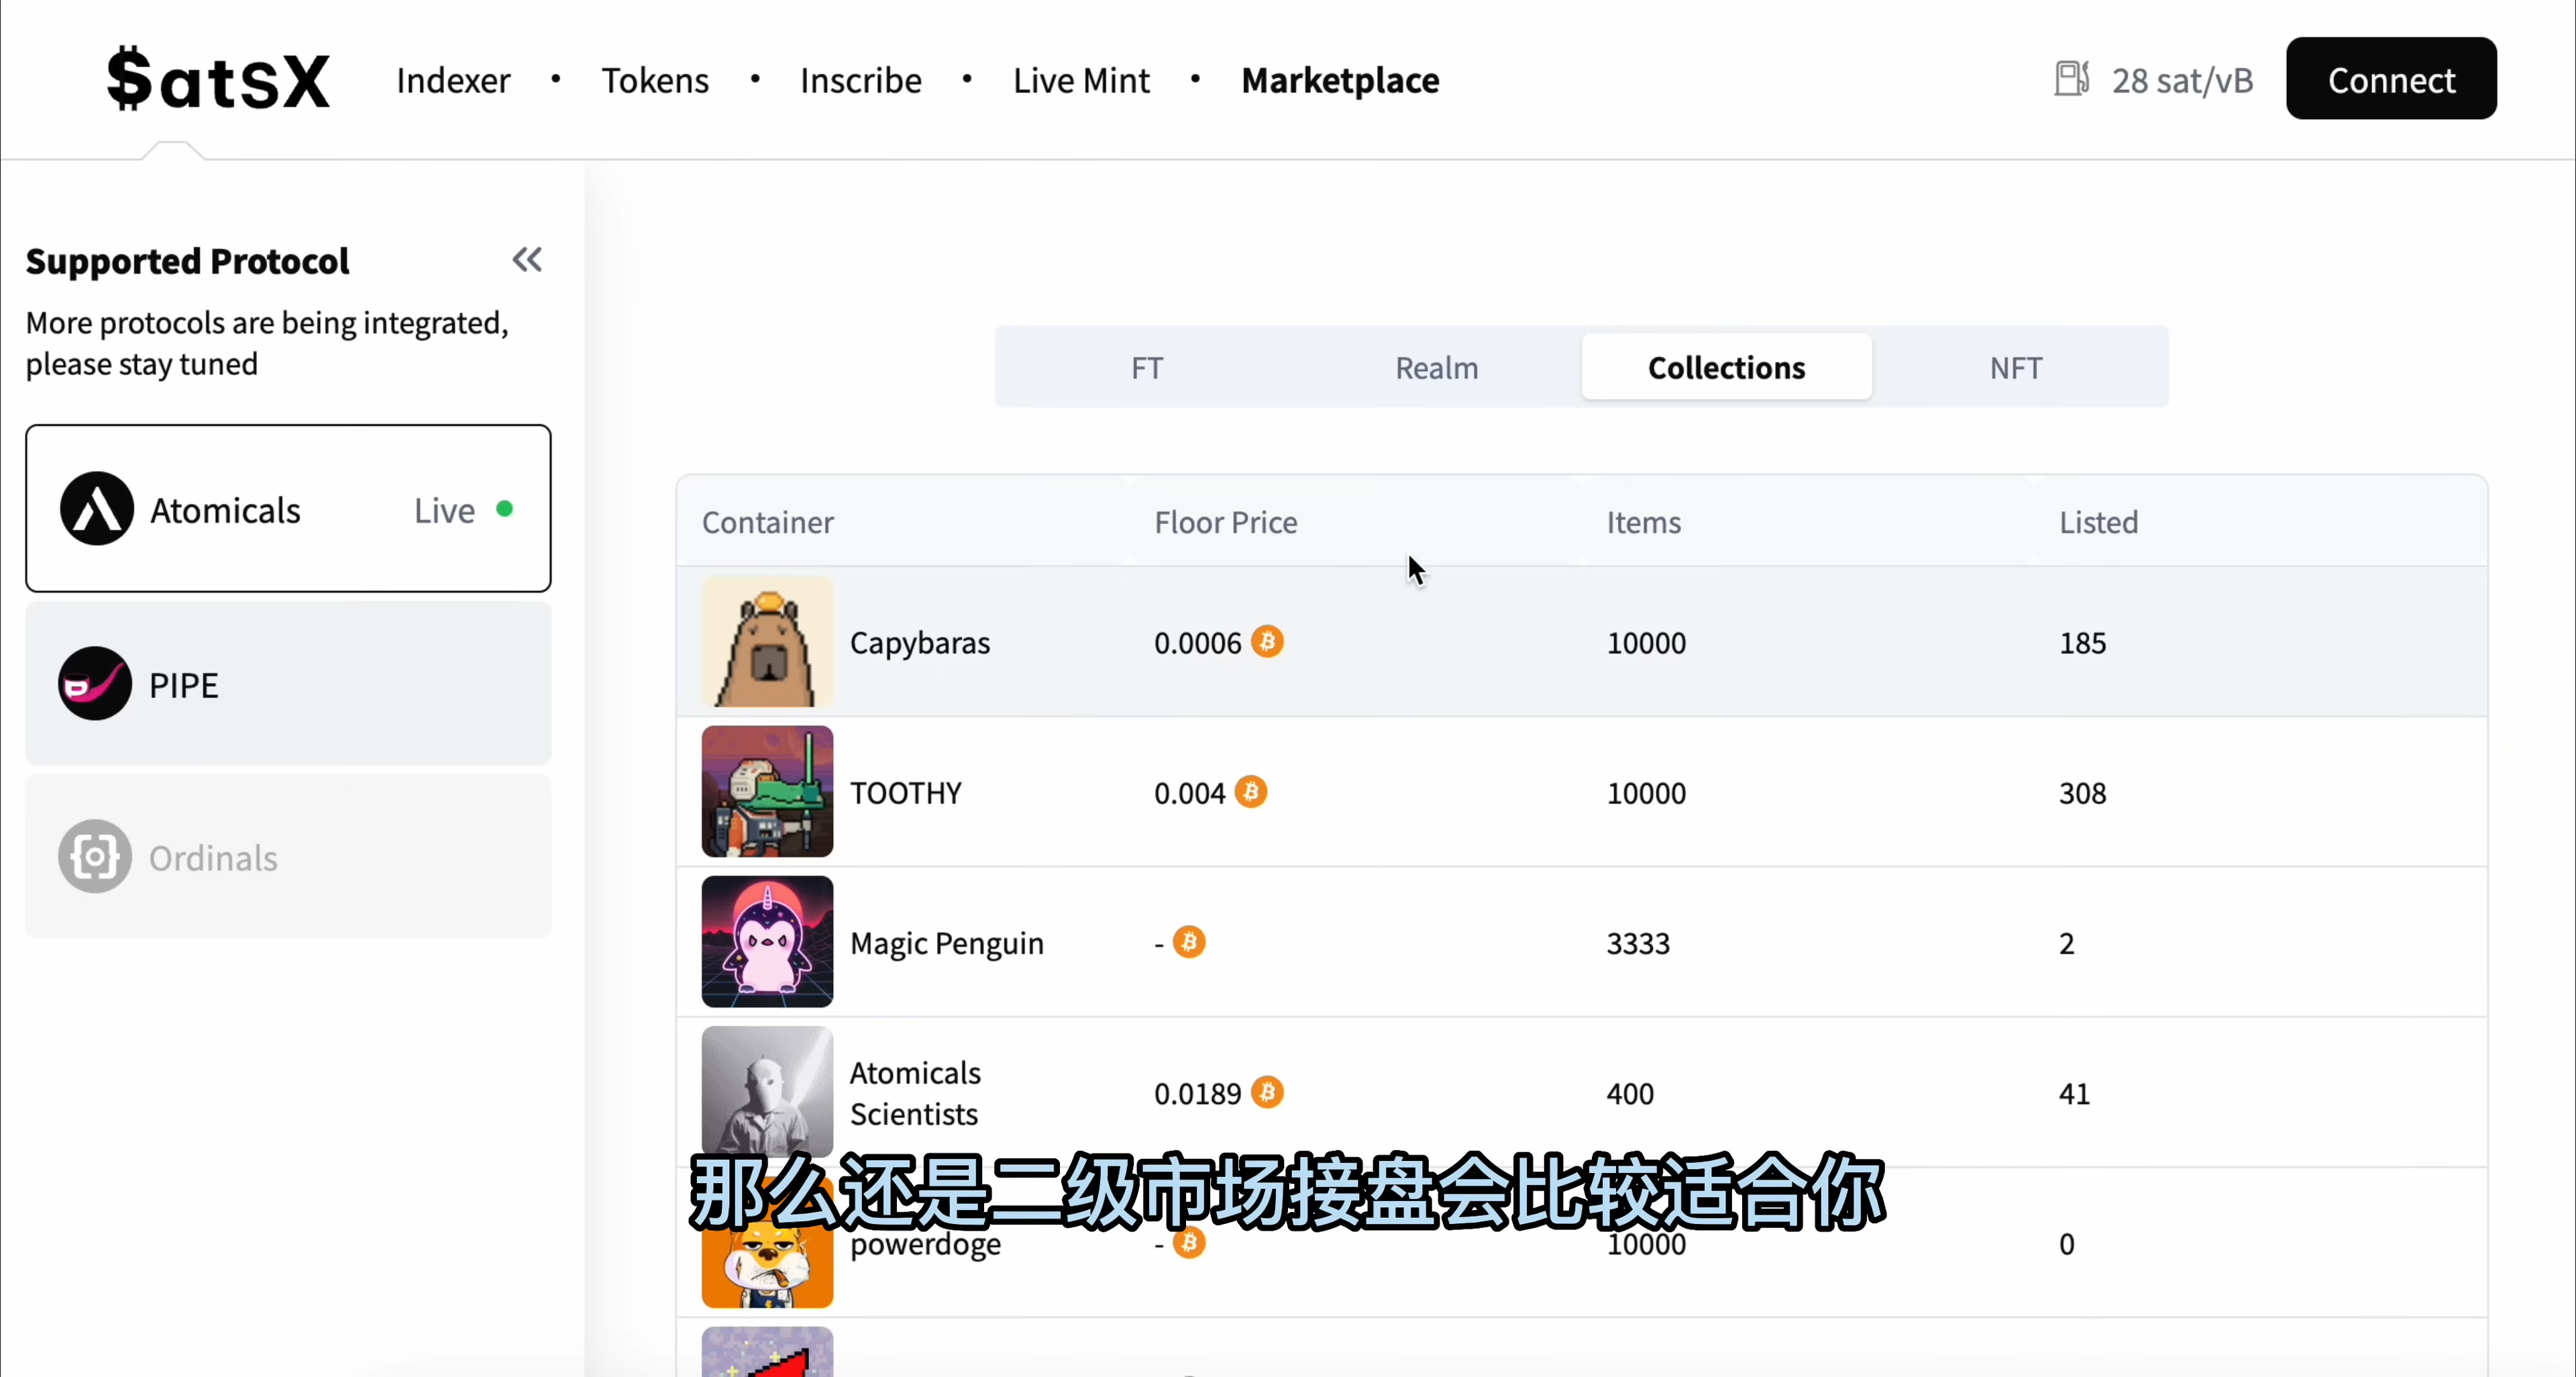 $atsX
Indexer • Tokens • Inscribe • Live Mint • Marketplace
28 sat/vB
Connect
Supported Protocol
More protocols are being integrated,
please stay tuned
Atomicals Live
PIPE
Ordinals
FT Realm Collections NFT
Container Floor Price Items Listed
Capybaras 0.0006 10000 185
TOOTHY 0.004 10000 308
Magic Penguin - 3333 2
Atomicals
Scientists
0.0189 400 41
那么还是二级市场接盘会比较适合你
powerdoge - 10000 0